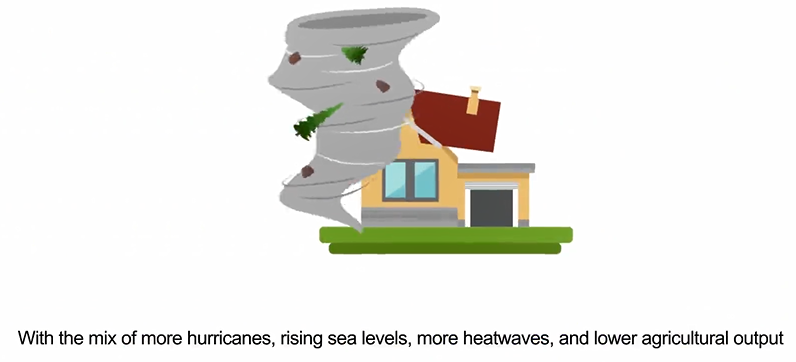 With the mix of more hurricanes, rising sea levels, more heatwaves, and lower agricultural output